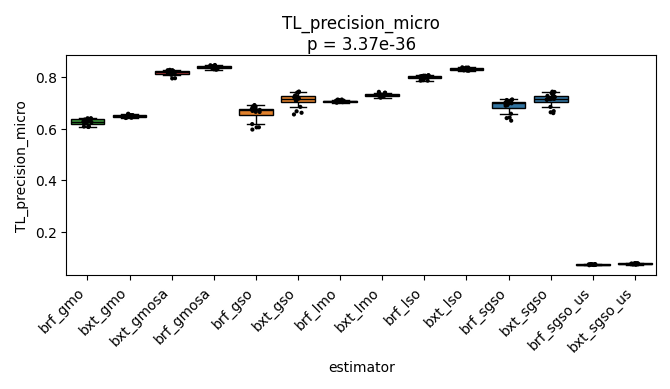 TL_precision_micro
p = 3.37e-36
TL_precision_micro
0.8
0.6
0.4
0.2
brf_gmo
bxt_gmo
bxt_gmosa
brf_gmosa
brf_gso
bxt_gso
brf_lmo
bxt_lmo
brf_lso
bxt_lso
brf_sgso
bxt_sgso
brf_sgso_us
bxt_sgso_us
estimator